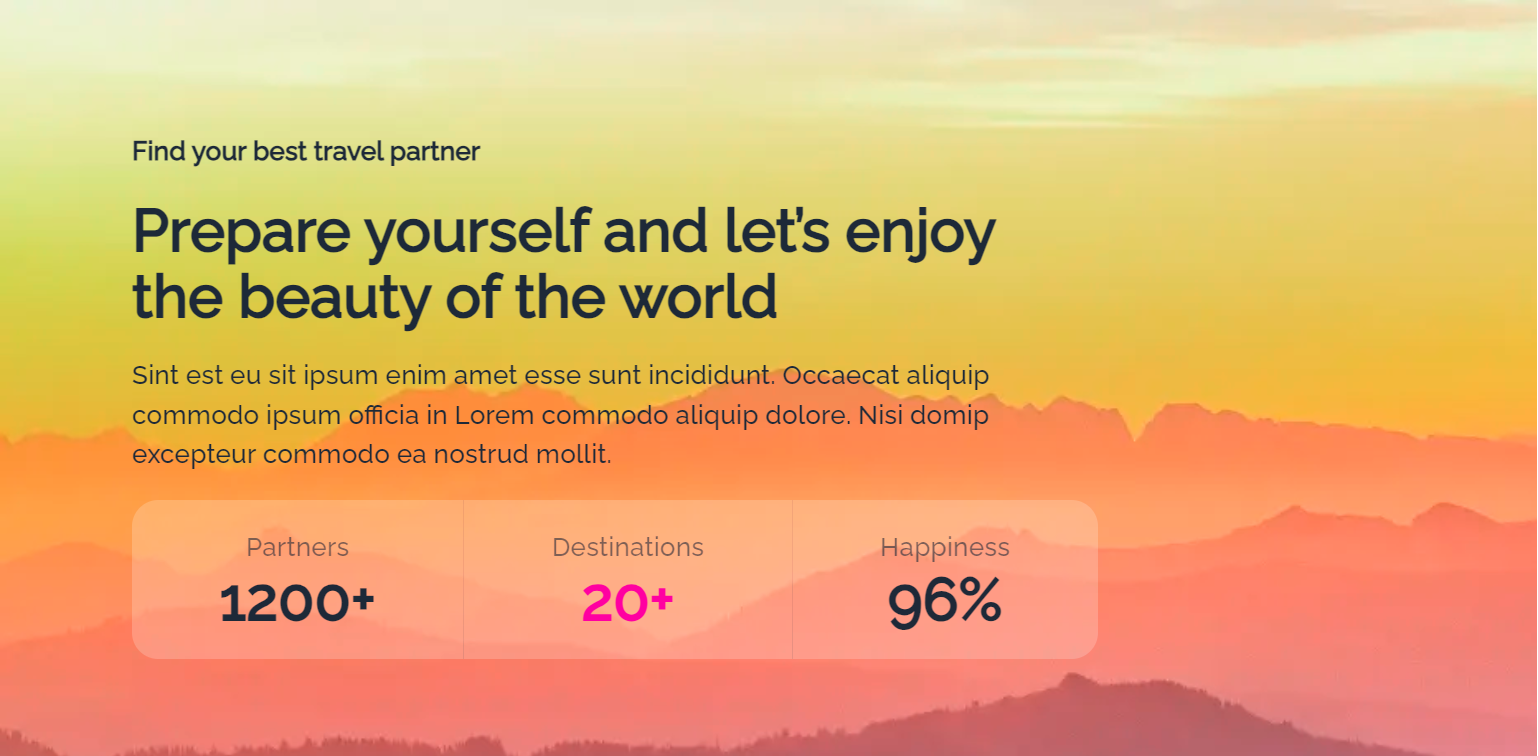 Find your best travel partner
Prepare yourself and let’s enjoy
the beauty of the world
Sint est eu sit ipsum enim amet esse sunt incididunt. Occaecat aliquip
commodo ipsum officia in Lorem commodo aliquip dolore. Nisi domip
excepteur commodo ea nostrud mollit.
Partners
1200+
Destinations
20+
Happiness
96%